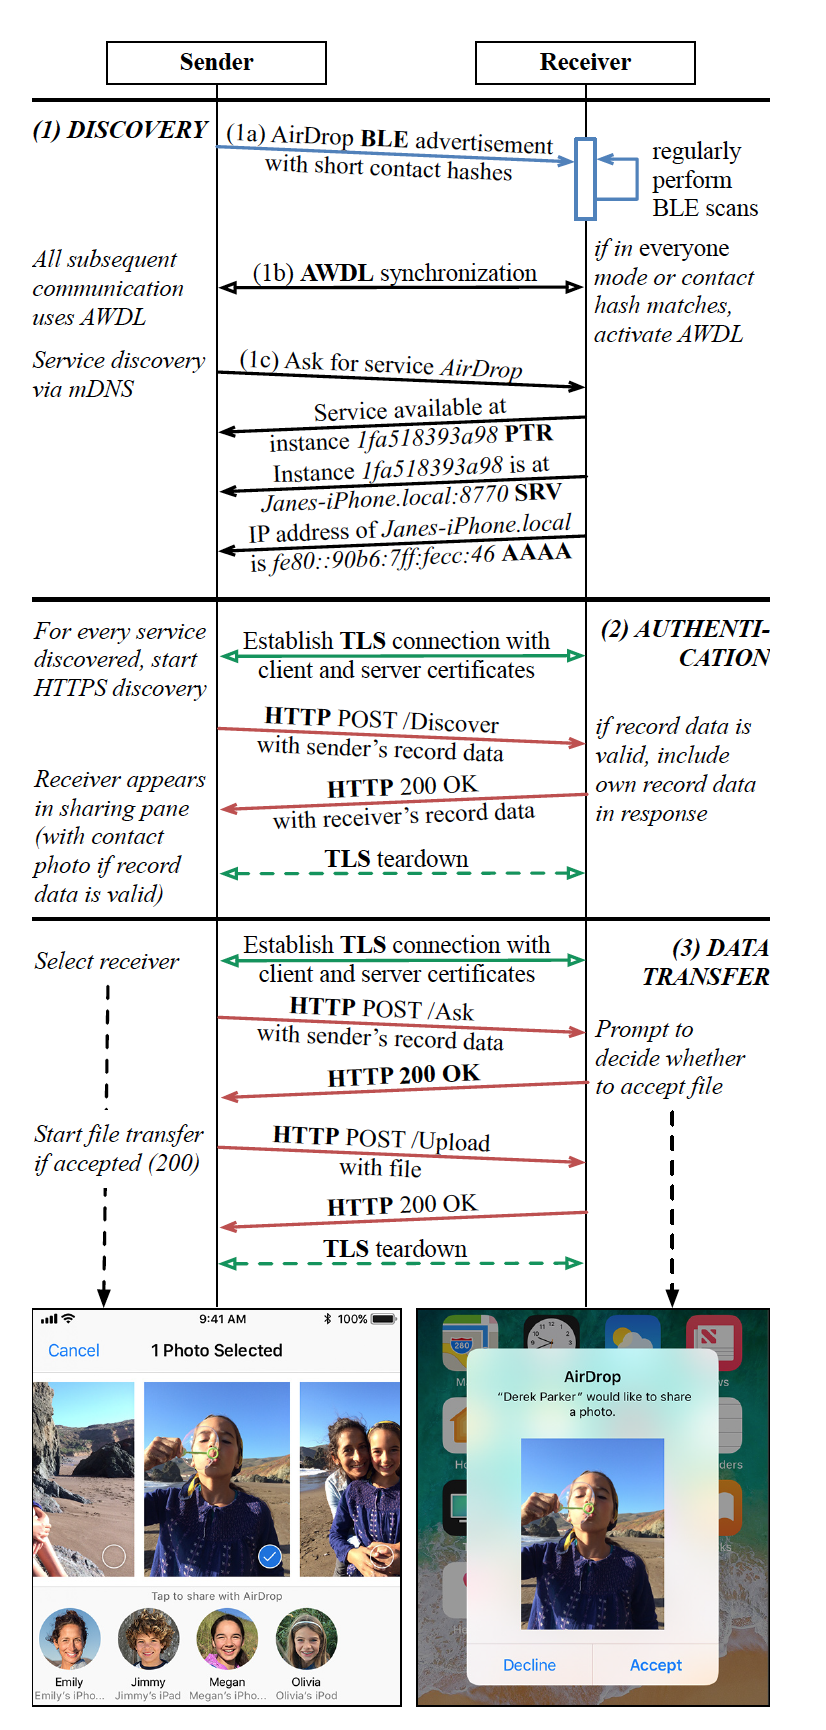 Sender
Receiver
(1) DISCOVERY
(1a) AirDrop BLE advertisement
with short contact hashes
regularly
perform
BLE scans
All subsequent
communication
uses AWDL
(1b) AWDL synchronization
if in everyone
mode or contact
hash matches,
activate AWDL
Service discovery
via mDNS
(1c) Ask for service AirDrop
Service available at
instance 1fa518393a98 PTR
Instance 1fa518393a98 is at
Janes-iPhone.local:8770 SRV
IP address of Janes-iPhone.local
is fe80::90b6:7ff:fecc:46 AAAA
(2) AUTHENTI-
CATION
For every service
discovered, start
HTTPS discovery
Establish TLS connection with
client and server certificates
HTTP POST /Discover
with sender's record data
if record data is
valid, include
own record data
in response
Receiver appears
in sharing pane
(with contact
photo if record
data is valid)
HTTP 200 OK
with receiver's record data
TLS teardown
(3) DATA
TRANSFER
Select receiver
Establish TLS connection with
client and server certificates
HTTP POST /Ask
with sender's record data
Prompt to
decide whether
to accept file
HTTP 200 OK
Start file transfer
if accepted (200)
HTTP POST /Upload
with file
HTTP 200 OK
TLS teardown
9:41 AM
100%
Cancel
1 Photo Selected
Tap to share with AirDrop
Emily
Emily's iPho...
Jimmy
Jimmy's iPad
Megan
Megan's iPho...
Olivia
Olivia's iPod
280
AirDrop
"Derek Parker" would like to share
a photo.
Decline
Accept